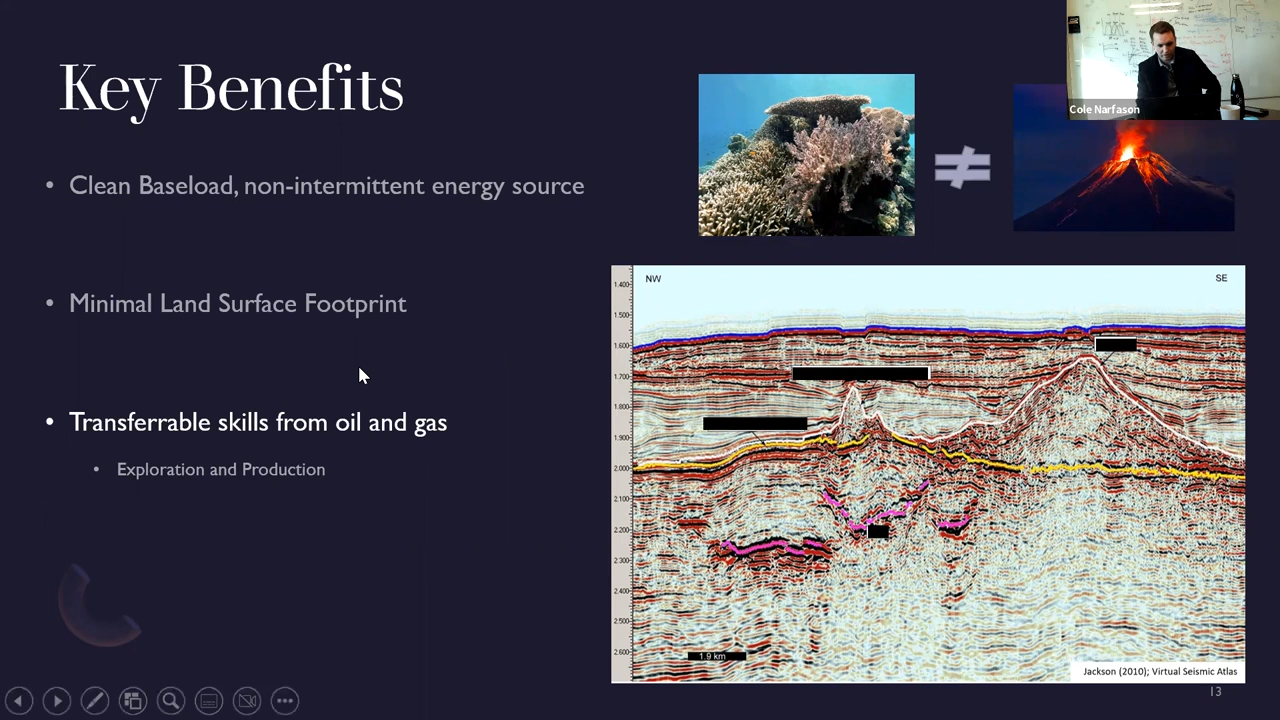 Key Benefits
Cole Narfason
• Clean Baseload, non-intermittent energy source
• Minimal Land Surface Footprint
• Transferrable skills from oil and gas
• Exploration and Production
NW
SE
1.400
1.500
1.600
1.700
1.800
1.900
2.000
2.100
2.200
2.300
2.400
2.500
2.600
1.9 km
Jackson (2010); Virtual Seismic Atlas
13